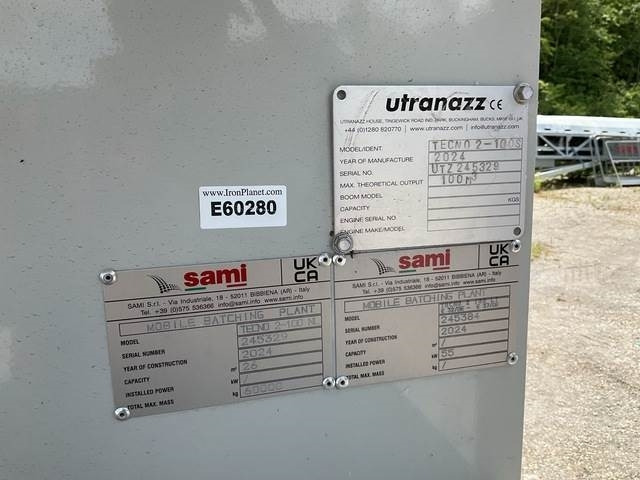 utranazz CE
UTRANAZZ HOUSE, TINGEWICK ROAD IND. PARK, BUCKINGHAM, BUCKS,
+44 (0)1280 820770 / www.utranazz.com / info@utranazz.com
MODEL/IDENT. TECNO 2-100S
YEAR OF MANUFACTURE 2024
SERIAL NO. UTZ 245329
MAX. THEORETICAL OUTPUT 100 m³
BOOM MODEL
CAPACITY KGS
ENGINE SERIAL NO.
ENGINE MAKE/MODEL
www.IronPlanet.com
E60280
sami UK CA
SAMI S.r.l. - Via Industriale, 18 - 52011 BIBBIENA (AR) - Italy
Tel. +39 (0)575 536366 info@sami.info www.sami.info
MOBILE BATCHING PLANT
MODEL TECNO 2-100
SERIAL NUMBER 245329
YEAR OF CONSTRUCTION 2024
CAPACITY m³ 26
INSTALLED POWER kW /
TOTAL MAX. MASS kg
sami UK CA
SAMI S.r.l. - Via Industriale, 18 - 52011 BIBBIENA (AR) - Italy
Tel. +39 (0)575 536366 info@sami.info www.sami.info
MOBILE BATCHING PLANT
MODEL
SERIAL NUMBER 245384
YEAR OF CONSTRUCTION 2024
CAPACITY m³ /
INSTALLED POWER kW 55
TOTAL MAX. MASS kg /